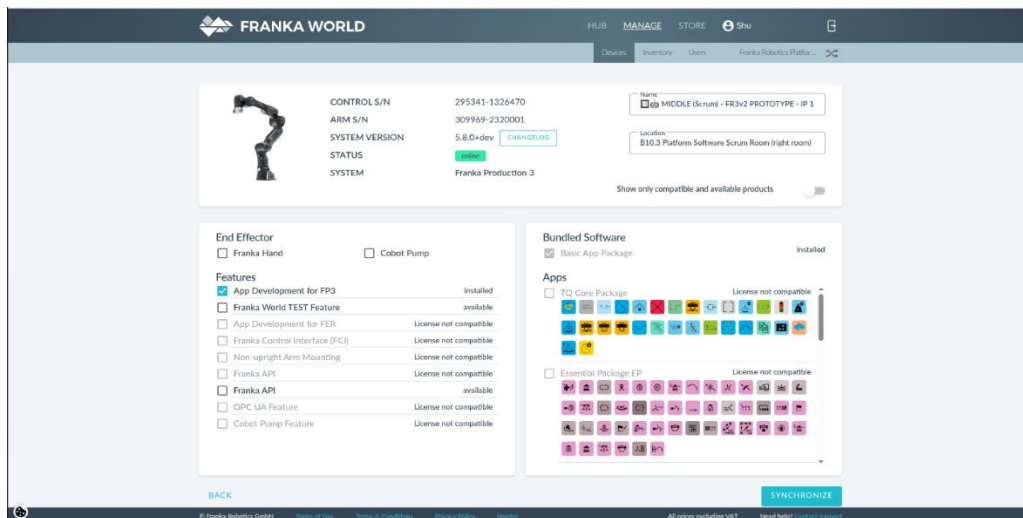 FRANKA WORLD
HUB MANAGE STORE Shu
Devices Inventory Users Franka Robotics Platfor...
CONTROL S/N 295341-1326470
ARM S/N 309969-2320001
SYSTEM VERSION 5.8.0+dev CHANGELOG
STATUS online
SYSTEM Franka Production 3
Name
MIDDLE (Scrum) - FR3v2 PROTOTYPE - IP 1
Location
B10.3 Platform Software Scrum Room (right room)
Show only compatible and available products
End Effector
Franka Hand Cobot Pump
Features
App Development for FP3 installed
Franka World TEST Feature available
App Development for FER License not compatible
Franka Control Interface (FCI) License not compatible
Non-upright Arm Mounting License not compatible
Franka API License not compatible
Franka API available
OPC UA Feature License not compatible
Cobot Pump Feature License not compatible
Bundled Software
Basic App Package installed
Apps
TQ Core Package License not compatible
Essential Package EP License not compatible
BACK
SYNCHRONIZE
© Franka Robotics GmbH Terms of Use Terms & Conditions Privacy Policy Imprint All prices excluding VAT Need help? Contact support